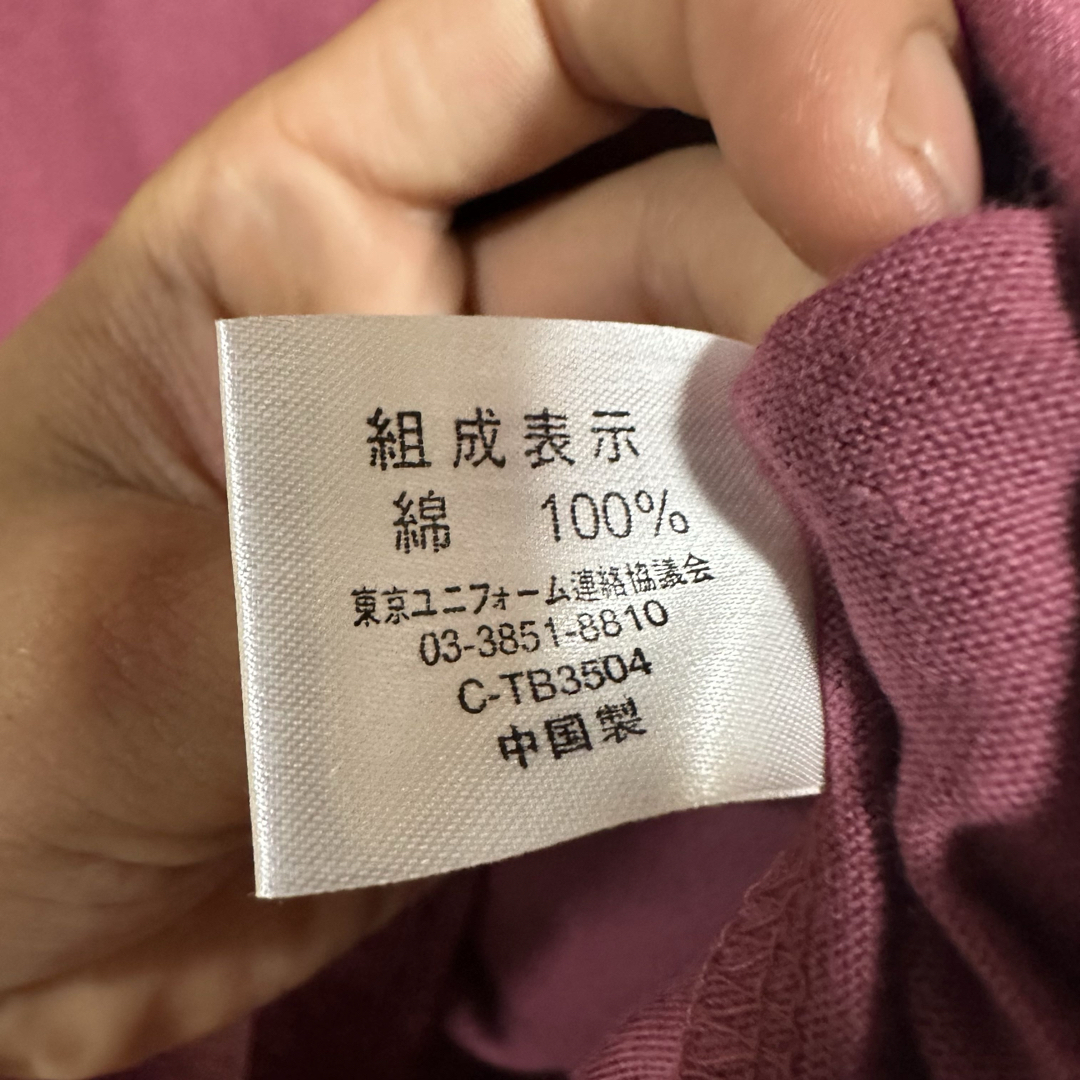 組成表示
綿 100%
東京ユニフォーム連絡協議会
03-3851-8810
C-TB3504
中国製